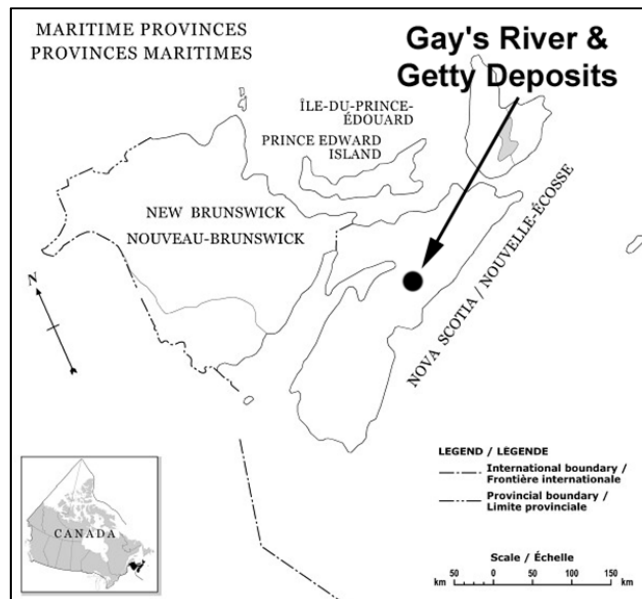 MARITIME PROVINCES
PROVINCES MARITIMES
Gay's River &
Getty Deposits
ÎLE-DU-PRINCE-
ÉDOUARD
PRINCE EDWARD
ISLAND
NEW BRUNSWICK
NOUVEAU-BRUNSWICK
NOVA SCOTIA / NOUVELLE-ÉCOSSE
N
LEGEND / LÉGENDE
International boundary /
Frontière internationale
Provincial boundary /
Limite provinciale
CANADA
Scale / Échelle
km 50 0 50 100 150 km